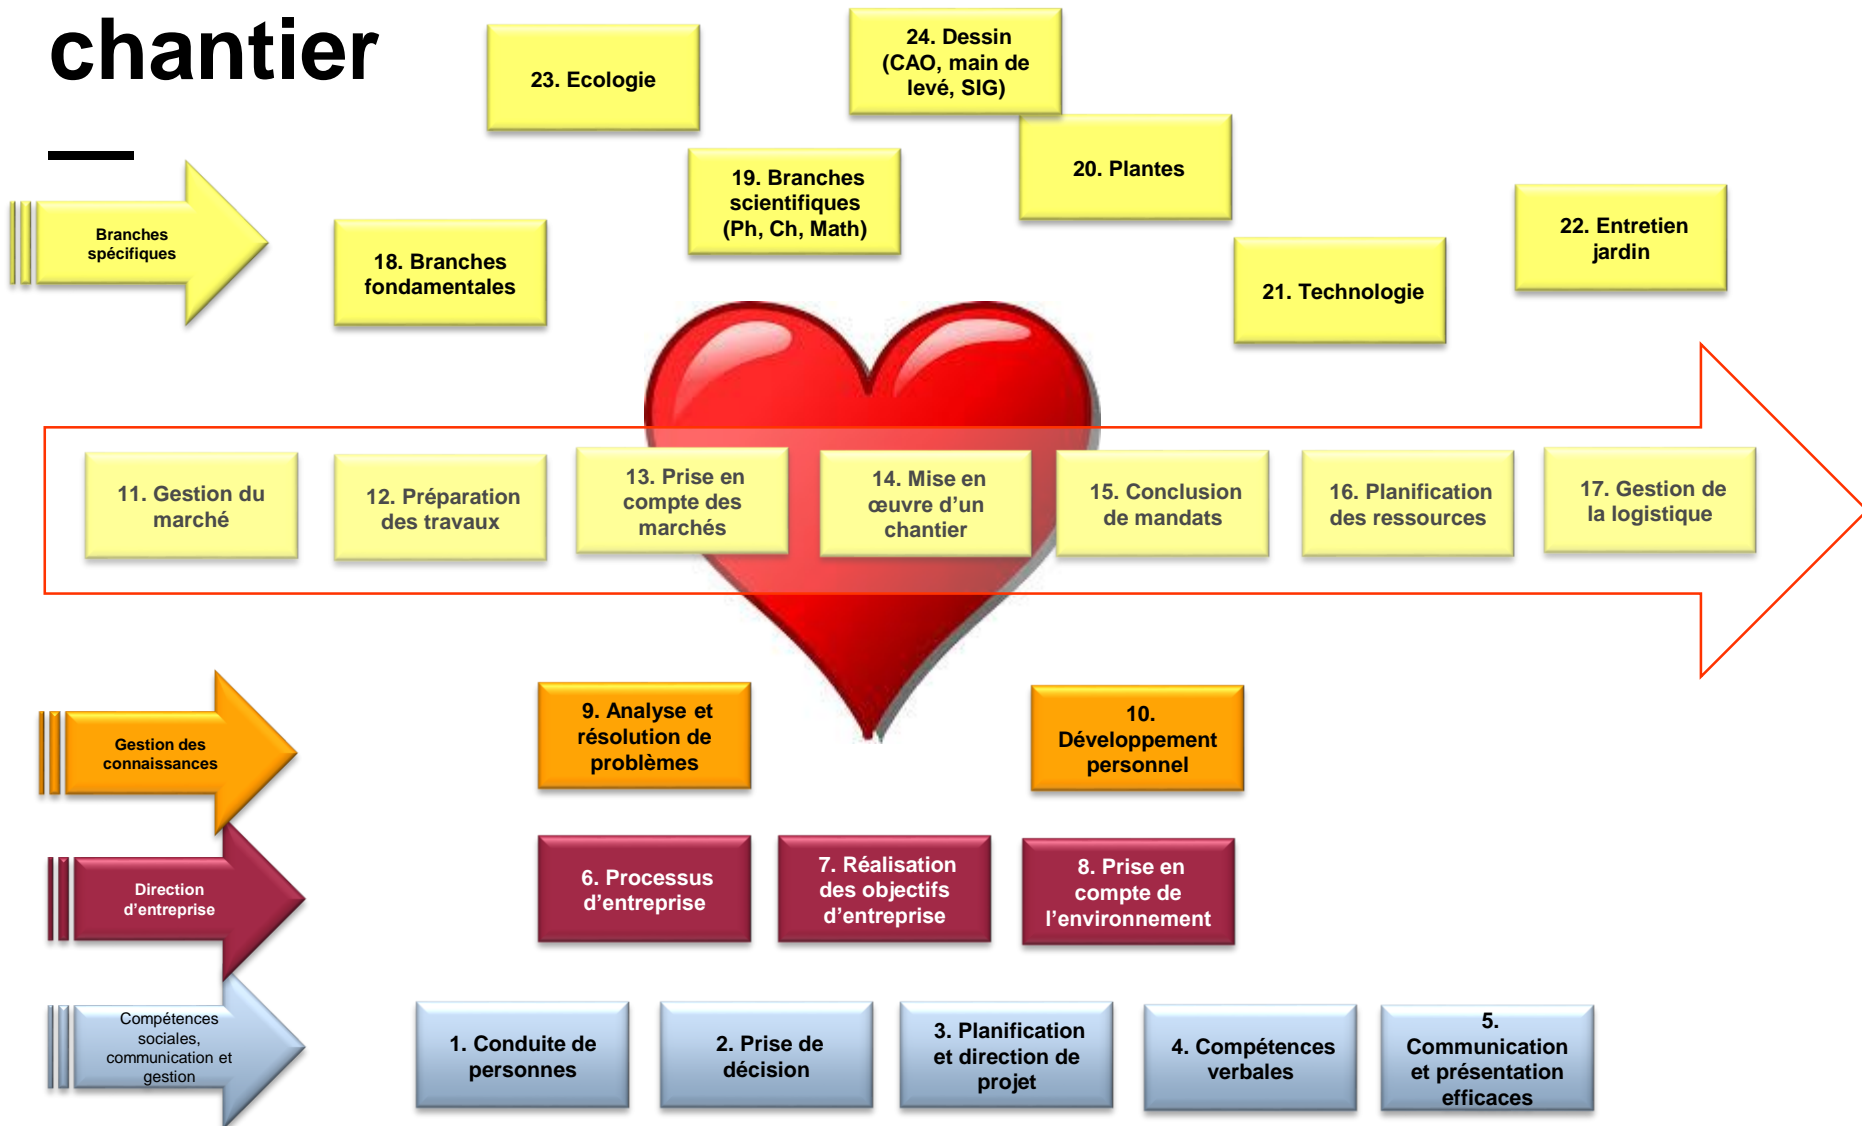 chantier
23. Ecologie
24. Dessin
(CAO, main de
levé, SIG)
19. Branches
scientifiques
(Ph, Ch, Math)
20. Plantes
Branches
spécifiques
18. Branches
fondamentales
21. Technologie
22. Entretien
jardin
11. Gestion du
marché
12. Préparation
des travaux
13. Prise en
compte des
marchés
14. Mise en
œuvre d’un
chantier
15. Conclusion
de mandats
16. Planification
des ressources
17. Gestion de
la logistique
Gestion des
connaissances
9. Analyse et
résolution de
problèmes
10.
Développement
personnel
Direction
d’entreprise
6. Processus
d’entreprise
7. Réalisation
des objectifs
d’entreprise
8. Prise en
compte de
l’environnement
Compétences
sociales,
communication et
gestion
1. Conduite de
personnes
2. Prise de
décision
3. Planification
et direction de
projet
4. Compétences
verbales
5.
Communication
et présentation
efficaces